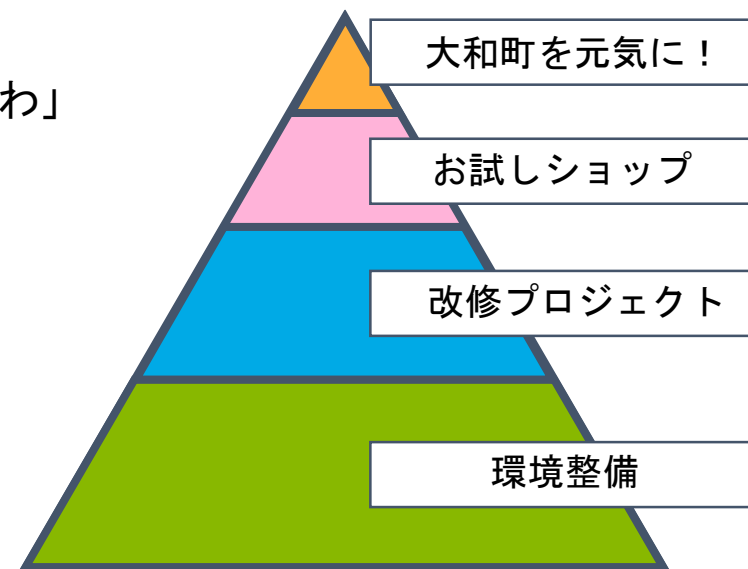 わ」
大和町を元気に！
お試しショップ
改修プロジェクト
環境整備